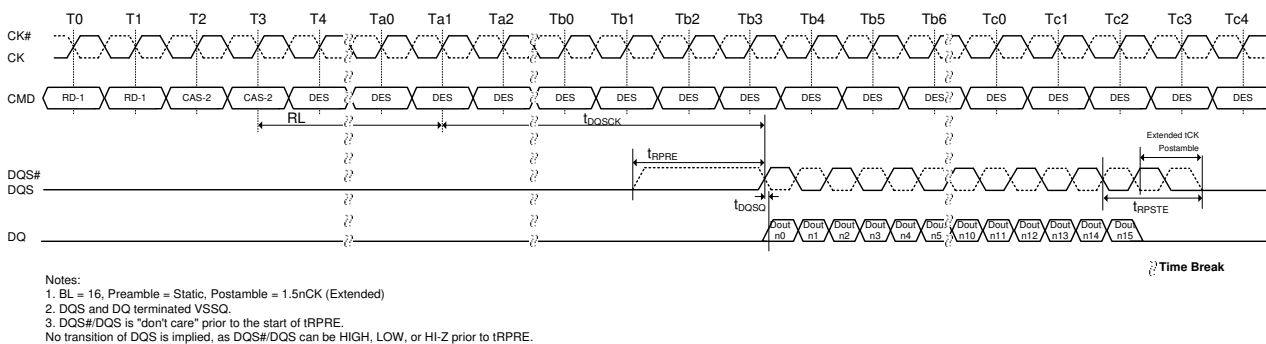 T0 T1 T2 T3 T4 Ta0 Ta1 Ta2 Tb0 Tb1 Tb2 Tb3 Tb4 Tb5 Tb6 Tc0 Tc1 Tc2 Tc3 Tc4
CK#
CK
CMD RD-1 RD-1 CAS-2 CAS-2 DES DES DES DES DES DES DES DES DES DES DES DES DES DES DES DES
RL tDQSCK
Extended tCK
Postamble
tRPRE
DQS#
DQS
tDQSQ tRPSTE
DQ Dout n0 Dout n1 Dout n2 Dout n3 Dout n4 Dout n5 Dout n10 Dout n11 Dout n12 Dout n13 Dout n14 Dout n15
Time Break
Notes:
1. BL = 16, Preamble = Static, Postamble = 1.5nCK (Extended)
2. DQS and DQ terminated VSSQ.
3. DQS#/DQS is "don't care" prior to the start of tRPRE.
No transition of DQS is implied, as DQS#/DQS can be HIGH, LOW, or HI-Z prior to tRPRE.